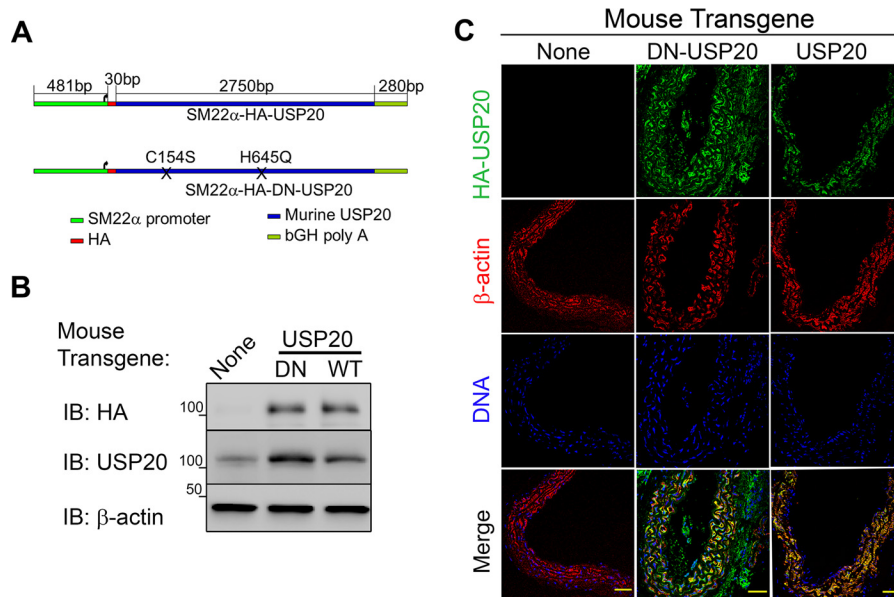 A
481bp 30bp 2750bp 280bp
SM22α-HA-USP20
C154S H645Q
SM22α-HA-DN-USP20
SM22α promoter
HA
Murine USP20
bGH poly A
B
Mouse
Transgene:
None
USP20
DN WT
IB: HA 100
IB: USP20 100
50
IB: β-actin
C
Mouse Transgene
None DN-USP20 USP20
HA-USP20
β-actin
DNA
Merge